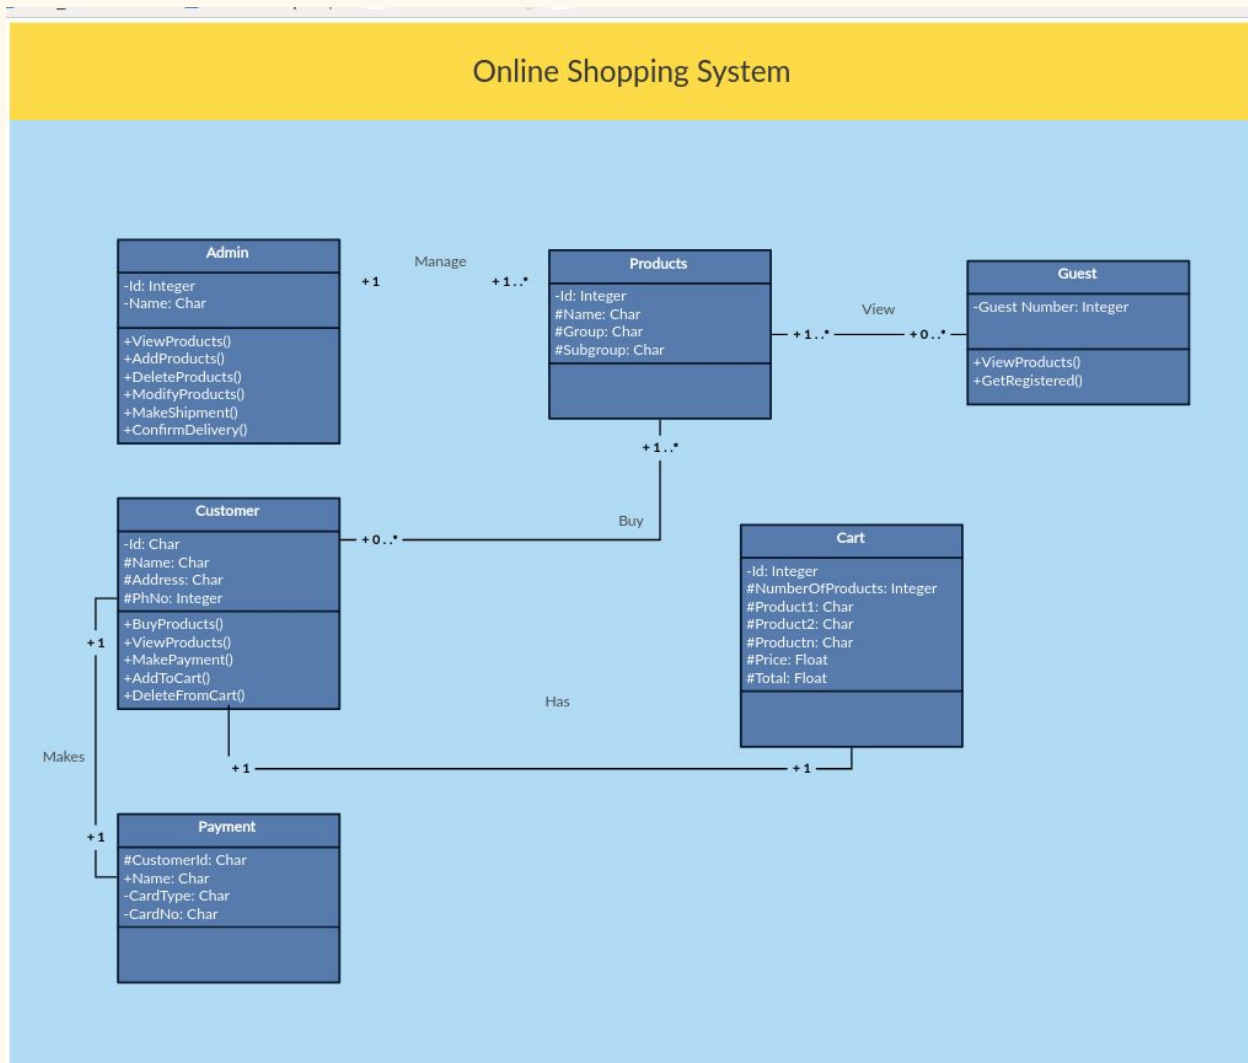 Online Shopping System
Admin
-Id: Integer
-Name: Char
+ViewProducts()
+AddProducts()
+DeleteProducts()
+ModifyProducts()
+MakeShipment()
+ConfirmDelivery()
Manage
+1
+1..*
Products
-Id: Integer
#Name: Char
#Group: Char
#Subgroup: Char
View
+1..*
+0..*
Guest
-Guest Number: Integer
+ViewProducts()
+GetRegistered()
+1..*
Buy
+0..*
Customer
-Id: Char
#Name: Char
#Address: Char
#PhNo: Integer
+BuyProducts()
+ViewProducts()
+MakePayment()
+AddToCart()
+DeleteFromCart()
Cart
-Id: Integer
#NumberOfProducts: Integer
#Product1: Char
#Product2: Char
#Productn: Char
#Price: Float
#Total: Float
Has
+1
+1
+1
Makes
+1
Payment
#CustomerId: Char
+Name: Char
-CardType: Char
-CardNo: Char